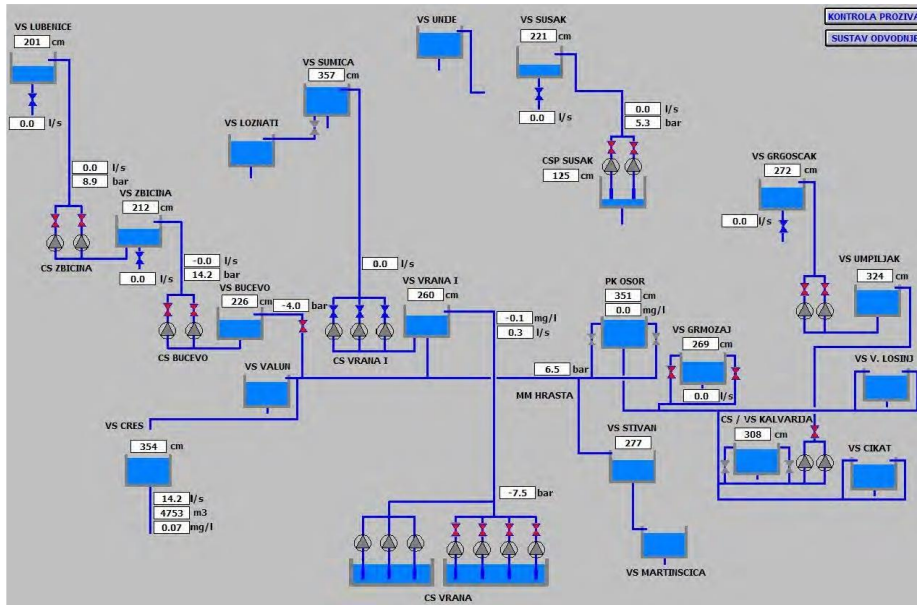 VS LUBENICE
201 cm
0.0 l/s
0.0 l/s
8.9 bar
VS ZBICINA
212 cm
CS ZBICINA
0.0 l/s
-0.0 l/s
14.2 bar
VS BUCEVO
226 cm
-4.0 bar
CS BUCEVO
VS SUMICA
357 cm
VS LOZNATI
0.0 l/s
VS VRANA I
260 cm
CS VRANA I
-0.1 mg/l
0.3 l/s
VS VALUN
VS CRES
354 cm
14.2 l/s
4753 m3
0.07 mg/l
-7.5 bar
CS VRANA
VS UNIJE
VS SUSAK
221 cm
0.0 l/s
0.0 l/s
5.3 bar
CSP SUSAK
125 cm
KONTROLA PROZIVA
SUSTAV ODVODNJE
VS GRGOSCAK
272 cm
0.0 l/s
VS UMPILJAK
324 cm
PK OSOR
351 cm
0.0 mg/l
VS GRMOZAJ
269 cm
0.0 l/s
6.5 bar
MM HRASTA
VS STIVAN
277
VS MARTINSCICA
VS V. LOSINJ
CS / VS KALVARIJA
308 cm
VS CIKAT